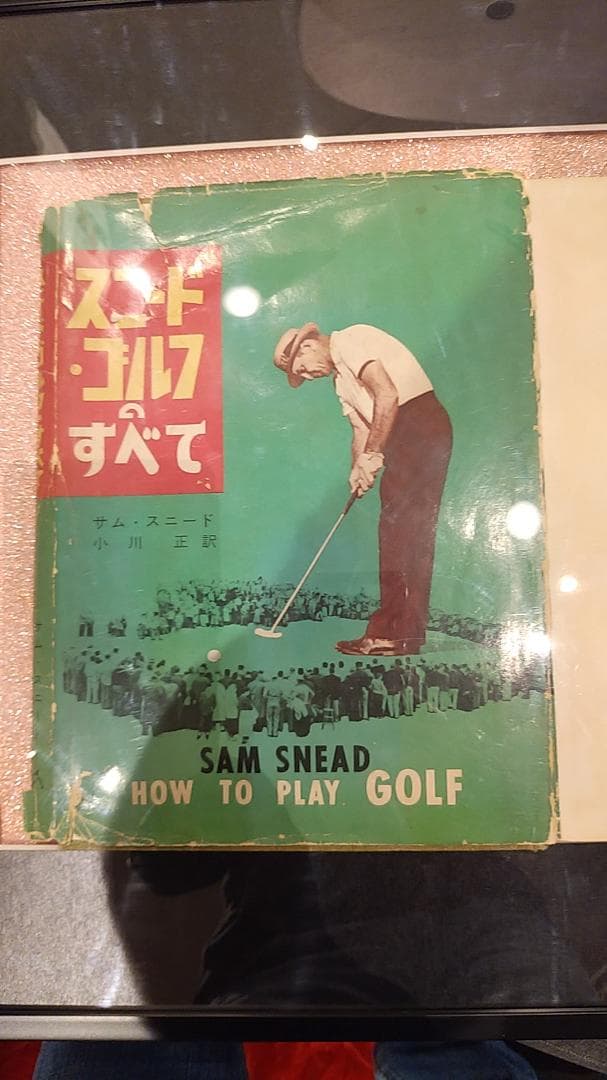 スニード
・ゴルフ
の
すべて
サム・スニード
小川 正訳
SAM SNEAD
HOW TO PLAY GOLF